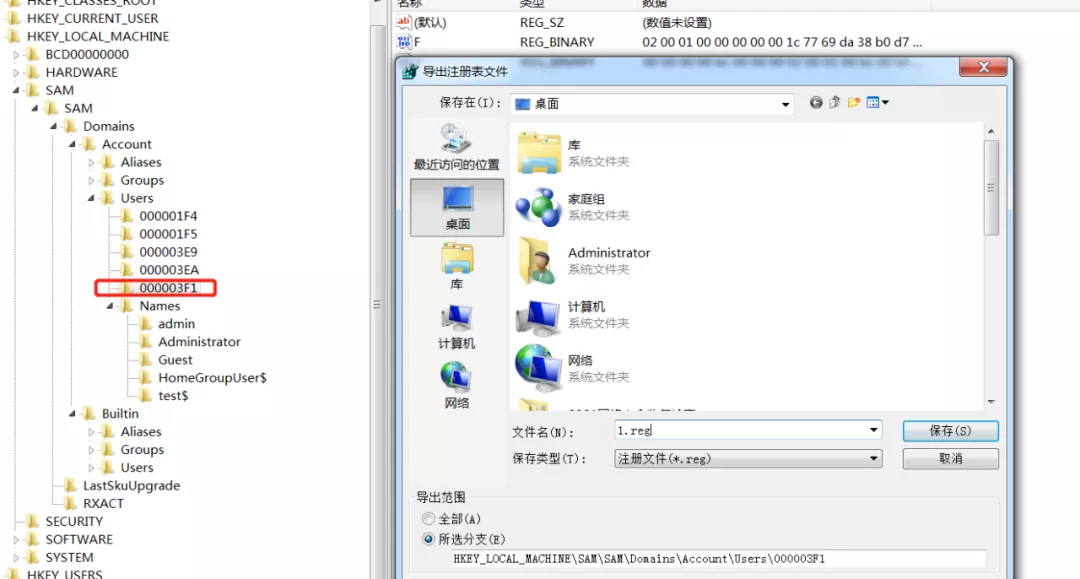 HKEY_CLASSES_ROOT
HKEY_CURRENT_USER
HKEY_LOCAL_MACHINE
BCD00000000
HARDWARE
SAM
SAM
Domains
Account
Aliases
Groups
Users
000001F4
000001F5
000003E9
000003EA
000003F1
Names
admin
Administrator
Guest
HomeGroupUser$
test$
Builtin
Aliases
Groups
Users
LastSkuUpgrade
RXACT
SECURITY
SOFTWARE
SYSTEM
HKEY_USERS
名称 类型 数据
ab (默认) REG_SZ (数值未设置)
F REG_BINARY 02 00 01 00 00 00 00 00 1c 77 69 da 38 b0 d7 ...
导出注册表文件
保存在(I): 桌面
最近访问的位置
桌面
库
计算机
网络
库
系统文件夹
家庭组
系统文件夹
Administrator
系统文件夹
计算机
系统文件夹
网络
系统文件夹
文件名(N): 1.reg 保存(S)
保存类型(T): 注册文件(*.reg) 取消
导出范围
全部(A)
所选分支(E)
HKEY_LOCAL_MACHINE\SAM\SAM\Domains\Account\Users\000003F1